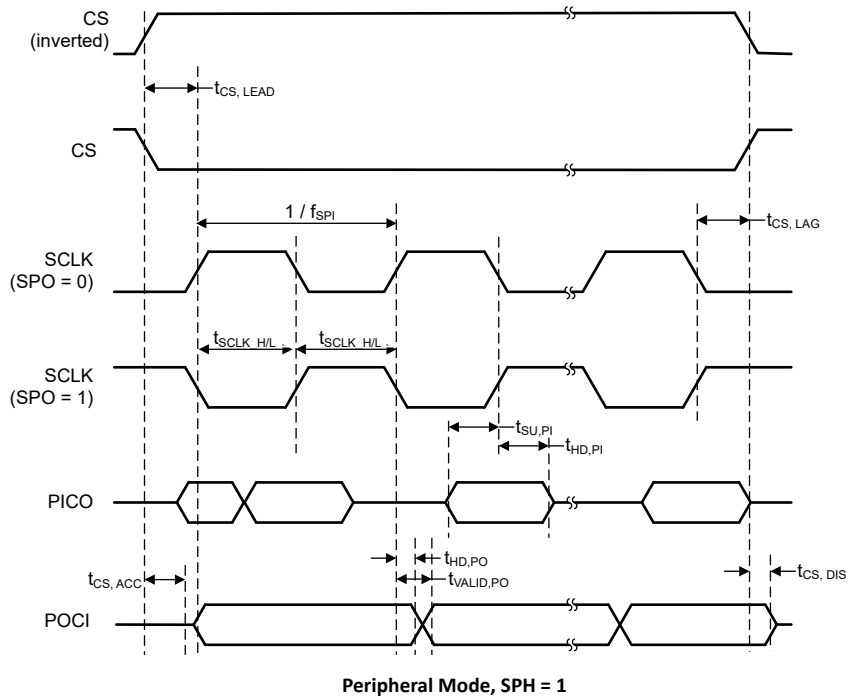 CS
(inverted)
tCS, LEAD
CS
1 / fSPI
tCS, LAG
SCLK
(SPO = 0)
tSCLK_H/L
tSCLK_H/L
SCLK
(SPO = 1)
tSU,PI
tHD,PI
PICO
tHD,PO
tVALID,PO
tCS, ACC
tCS, DIS
POCI
Peripheral Mode, SPH = 1